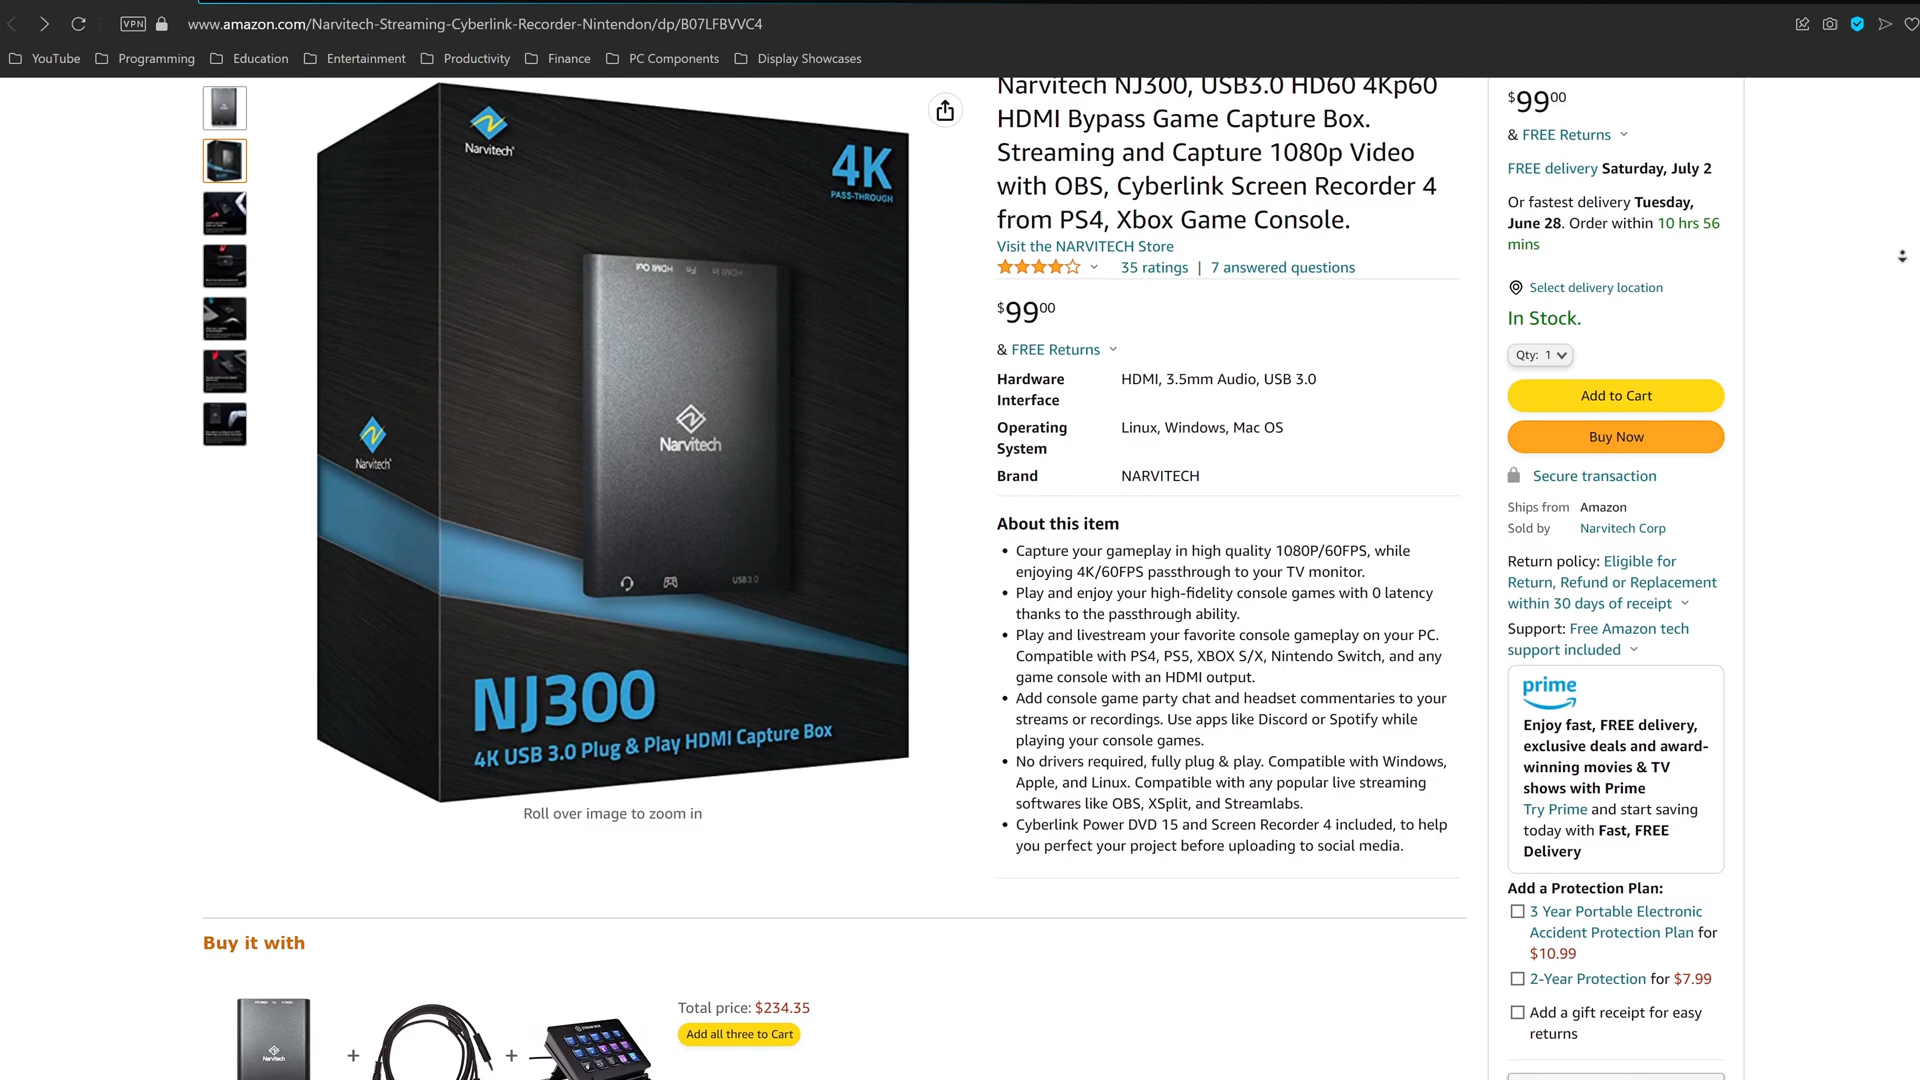 VPN
www.amazon.com/Narvitech-Streaming-Cyberlink-Recorder-Nintendon/dp/B07LFBVVC4
YouTube
Programming
Education
Entertainment
Productivity
Finance
PC Components
Display Showcases
Narvitech
4K
PASS-THROUGH
HDMI Out
Fn
HDMI In
Narvitech
Narvitech
USB3.0
NJ300
4K USB 3.0 Plug & Play HDMI Capture Box
Roll over image to zoom in
Narvitech NJ300, USB3.0 HD60 4Kp60
HDMI Bypass Game Capture Box.
Streaming and Capture 1080p Video
with OBS, Cyberlink Screen Recorder 4
from PS4, Xbox Game Console.
Visit the NARVITECH Store
35 ratings | 7 answered questions
$99 00
& FREE Returns
Hardware Interface
HDMI, 3.5mm Audio, USB 3.0
Operating System
Linux, Windows, Mac OS
Brand
NARVITECH
About this item
• Capture your gameplay in high quality 1080P/60FPS, while
enjoying 4K/60FPS passthrough to your TV monitor.
• Play and enjoy your high-fidelity console games with 0 latency
thanks to the passthrough ability.
• Play and livestream your favorite console gameplay on your PC.
Compatible with PS4, PS5, XBOX S/X, Nintendo Switch, and any
game console with an HDMI output.
• Add console game party chat and headset commentaries to your
streams or recordings. Use apps like Discord or Spotify while
playing your console games.
• No drivers required, fully plug & play. Compatible with Windows,
Apple, and Linux. Compatible with any popular live streaming
softwares like OBS, XSplit, and Streamlabs.
• Cyberlink Power DVD 15 and Screen Recorder 4 included, to help
you perfect your project before uploading to social media.
$99 00
& FREE Returns
FREE delivery Saturday, July 2
Or fastest delivery Tuesday,
June 28. Order within 10 hrs 56
mins
Select delivery location
In Stock.
Qty: 1
Add to Cart
Buy Now
Secure transaction
Ships from Amazon
Sold by Narvitech Corp
Return policy: Eligible for
Return, Refund or Replacement
within 30 days of receipt
Support: Free Amazon tech
support included
prime
Enjoy fast, FREE delivery,
exclusive deals and award-
winning movies & TV
shows with Prime
Try Prime and start saving
today with Fast, FREE
Delivery
Add a Protection Plan:
3 Year Portable Electronic
Accident Protection Plan for
$10.99
2-Year Protection for $7.99
Add a gift receipt for easy
returns
Buy it with
Narvitech
+
+
Total price: $234.35
Add all three to Cart